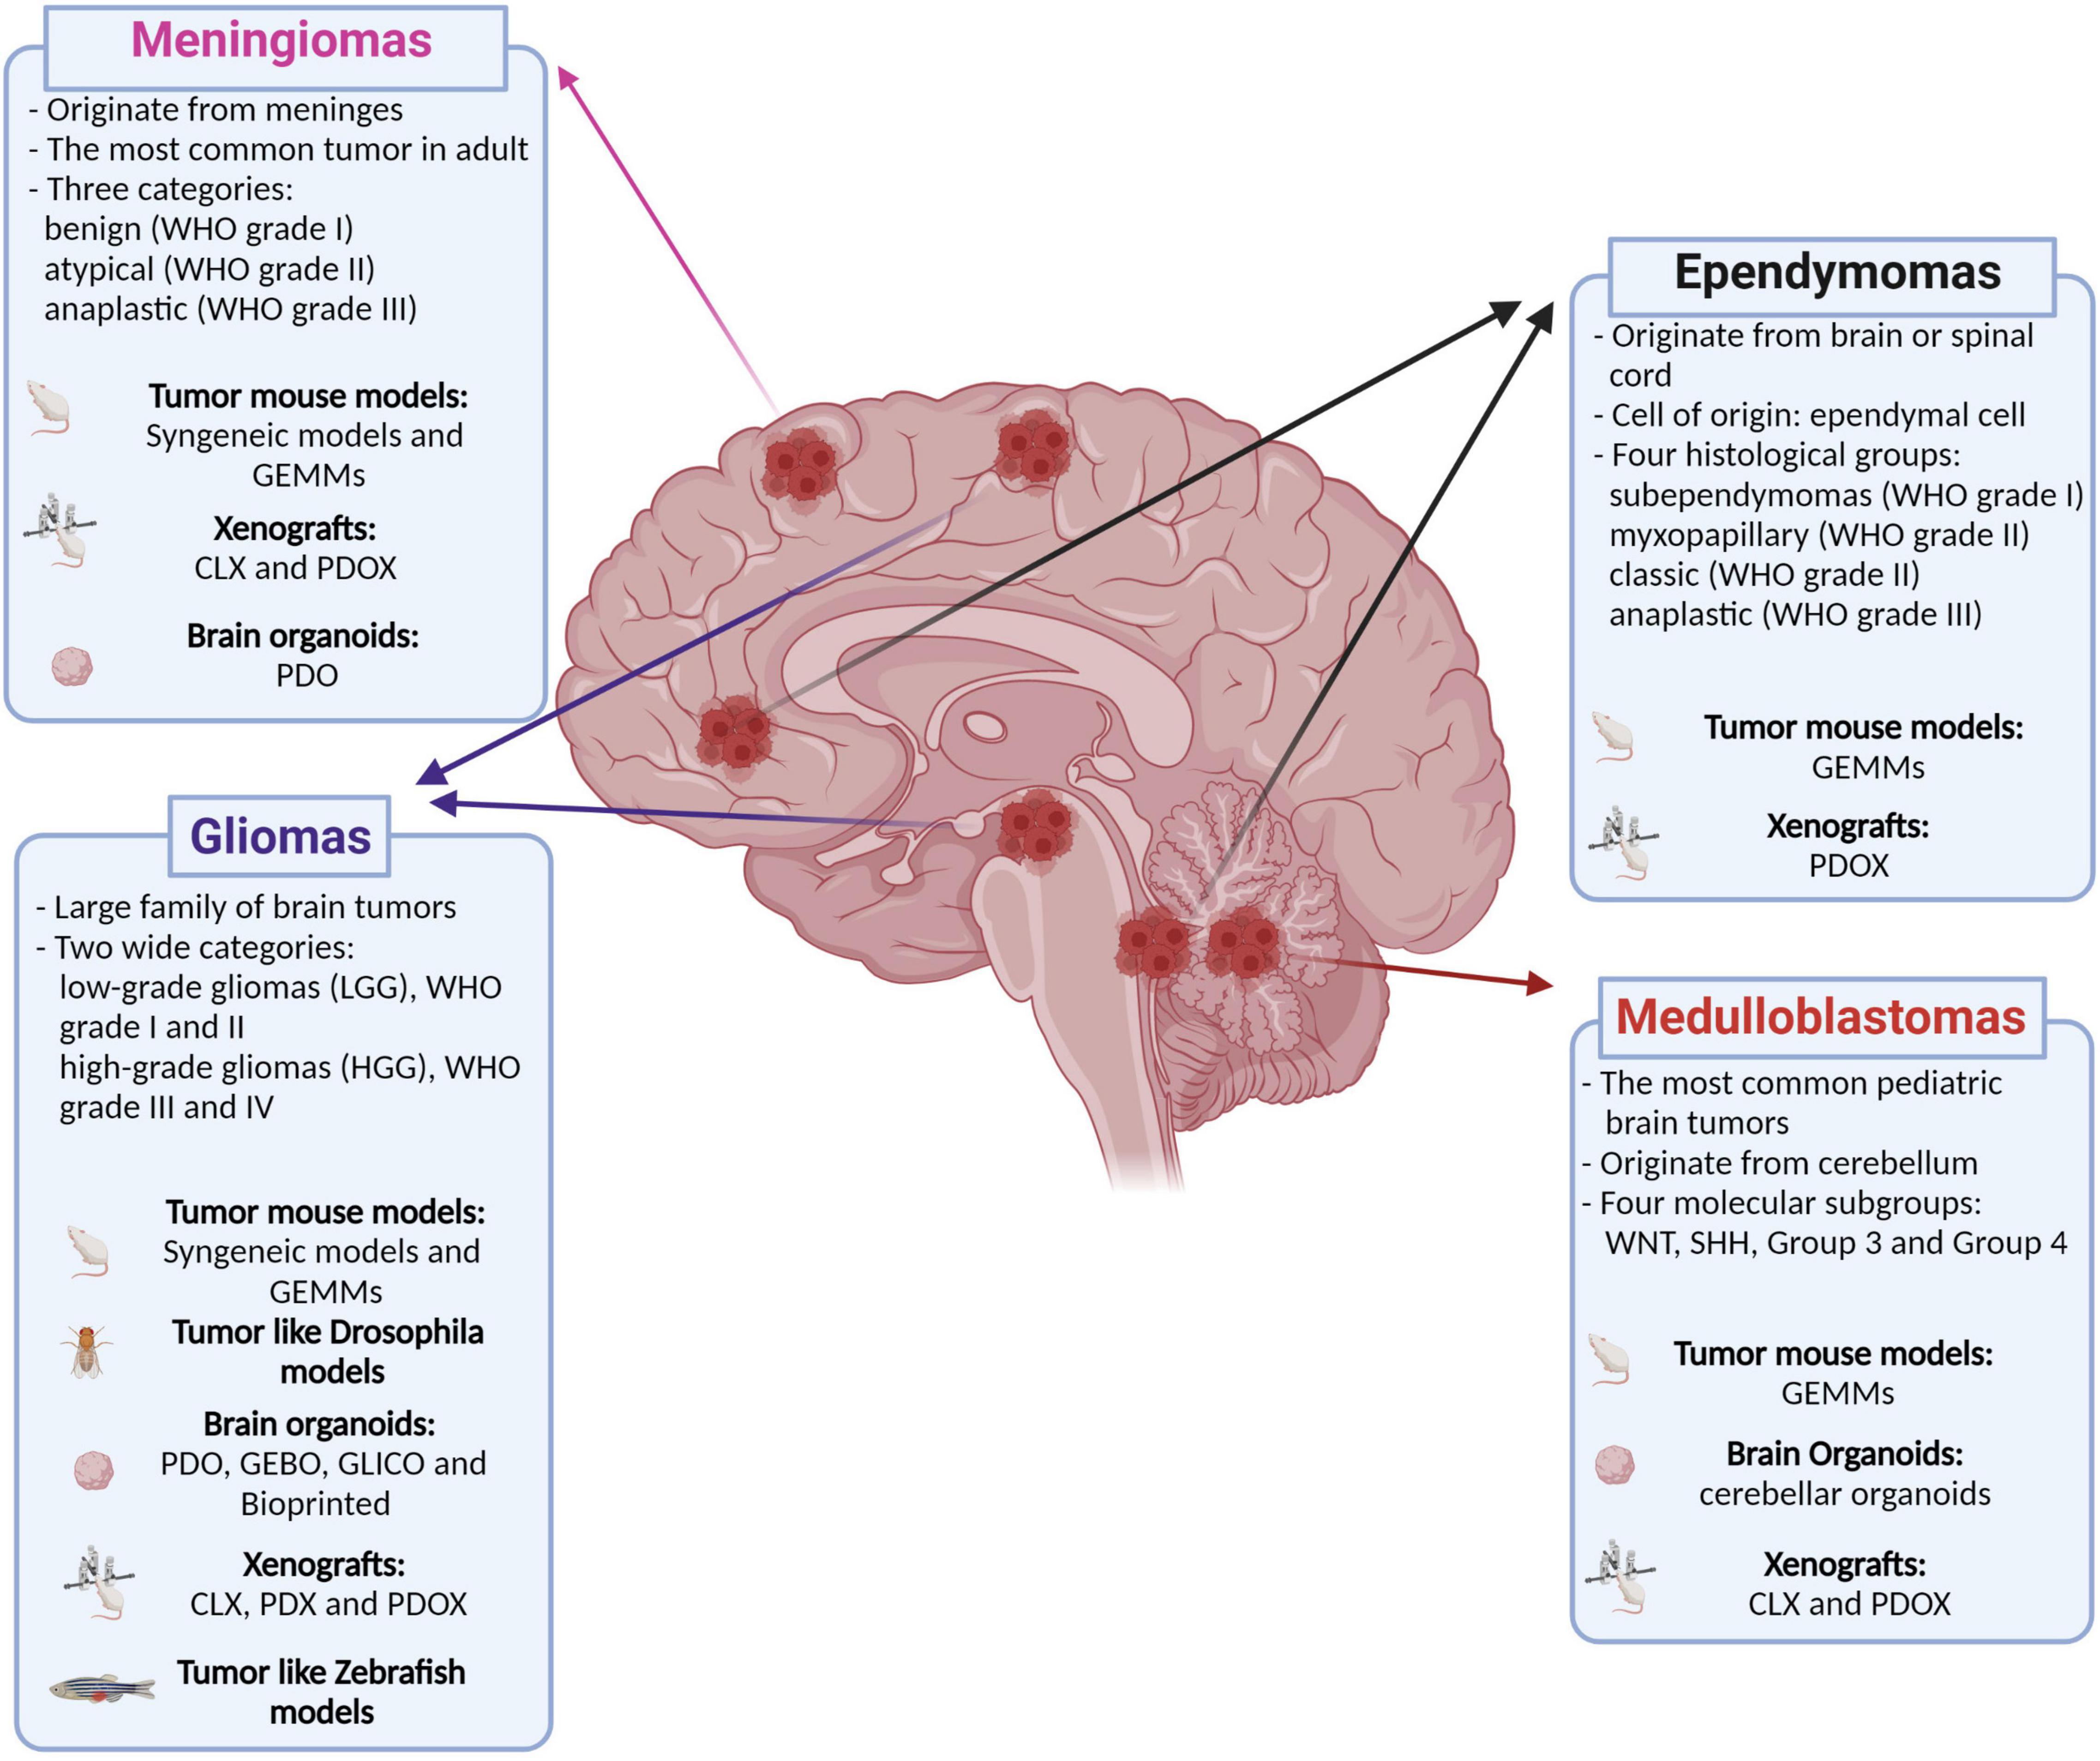 Meningiomas
- Originate from meninges
- The most common tumor in adult
- Three categories:
benign (WHO grade I)
atypical (WHO grade II)
anaplastic (WHO grade III)
Tumor mouse models:
Syngeneic models and
GEMMs
Xenografts:
CLX and PDOX
Brain organoids:
PDO
Gliomas
- Large family of brain tumors
- Two wide categories:
low-grade gliomas (LGG), WHO
grade I and II
high-grade gliomas (HGG), WHO
grade III and IV
Tumor mouse models:
Syngeneic models and
GEMMs
Tumor like Drosophila
models
Brain organoids:
PDO, GEBO, GLICO and
Bioprinted
Xenografts:
CLX, PDX and PDOX
Tumor like Zebrafish
models
Ependymomas
- Originate from brain or spinal
cord
- Cell of origin: ependymal cell
- Four histological groups:
subependymomas (WHO grade I)
myxopapillary (WHO grade II)
classic (WHO grade II)
anaplastic (WHO grade III)
Tumor mouse models:
GEMMs
Xenografts:
PDOX
Medulloblastomas
- The most common pediatric
brain tumors
- Originate from cerebellum
- Four molecular subgroups:
WNT, SHH, Group 3 and Group 4
Tumor mouse models:
GEMMs
Brain Organoids:
cerebellar organoids
Xenografts:
CLX and PDOX